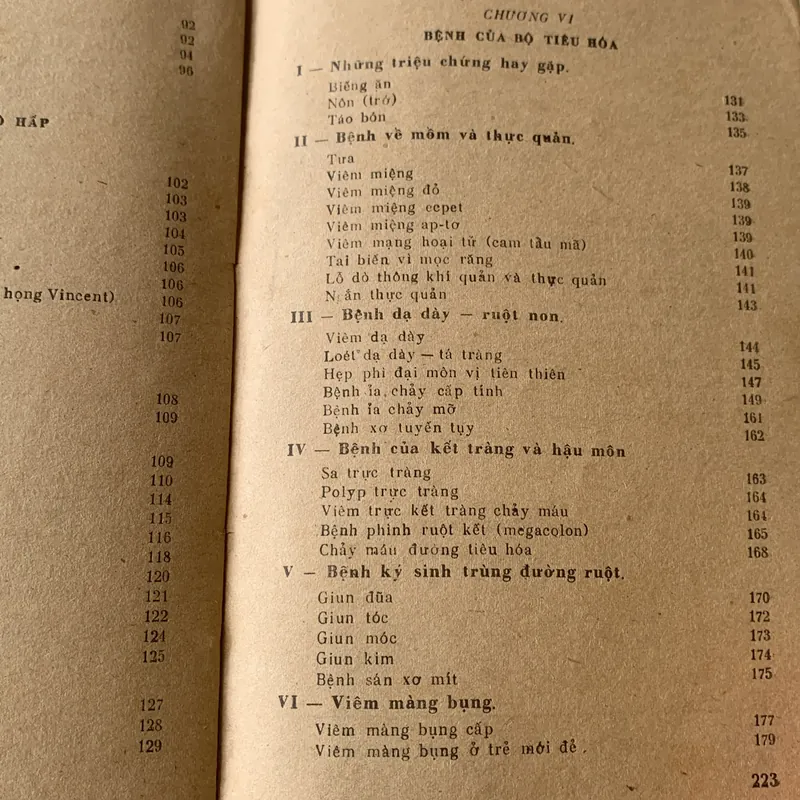 92
92
94
96
HẤP
102
103
103
104
105
106
106
họng Vincent) 106
107
107
108
109
109
110
114
115
116
118
120
121
122
124
125
127
128
129
CHƯƠNG VI
BỆNH CỦA BỘ TIÊU HÓA
I — Những triệu chứng hay gặp.
Biếng ăn 131
Nôn (trớ) 133
Táo bón 135
II — Bệnh về mồm và thực quản.
Tưa 137
Viêm miệng 138
Viêm miệng đỏ 139
Viêm miệng ecpet 139
Viêm miệng ap-tơ 139
Viêm mạng hoại tử (cam tẩu mã) 140
Tai biến vì mọc răng 141
Lỗ dò thông khí quản và thực quản 141
ắn thực quản 143
III — Bệnh dạ dày — ruột non.
Viêm dạ dày 144
Loét dạ dày — tá tràng 145
Hẹp phì đại môn vị tiên thiên 147
Bệnh ỉa chảy cấp tính 149
Bệnh ỉa chảy mỡ 161
Bệnh xơ tuyến tụy 162
IV — Bệnh của kết tràng và hậu môn
Sa trực tràng 163
Polyp trực tràng 164
Viêm trực kết tràng chảy máu 164
Bệnh phình ruột kết (megacolon) 165
Chảy máu đường tiêu hóa 168
V — Bệnh ký sinh trùng đường ruột.
Giun đũa 170
Giun tóc 172
Giun móc 173
Giun kim 174
Bệnh sán xơ mít 175
VI — Viêm màng bụng.
Viêm màng bụng cấp 177
Viêm màng bụng ở trẻ mới đẻ. 179
223